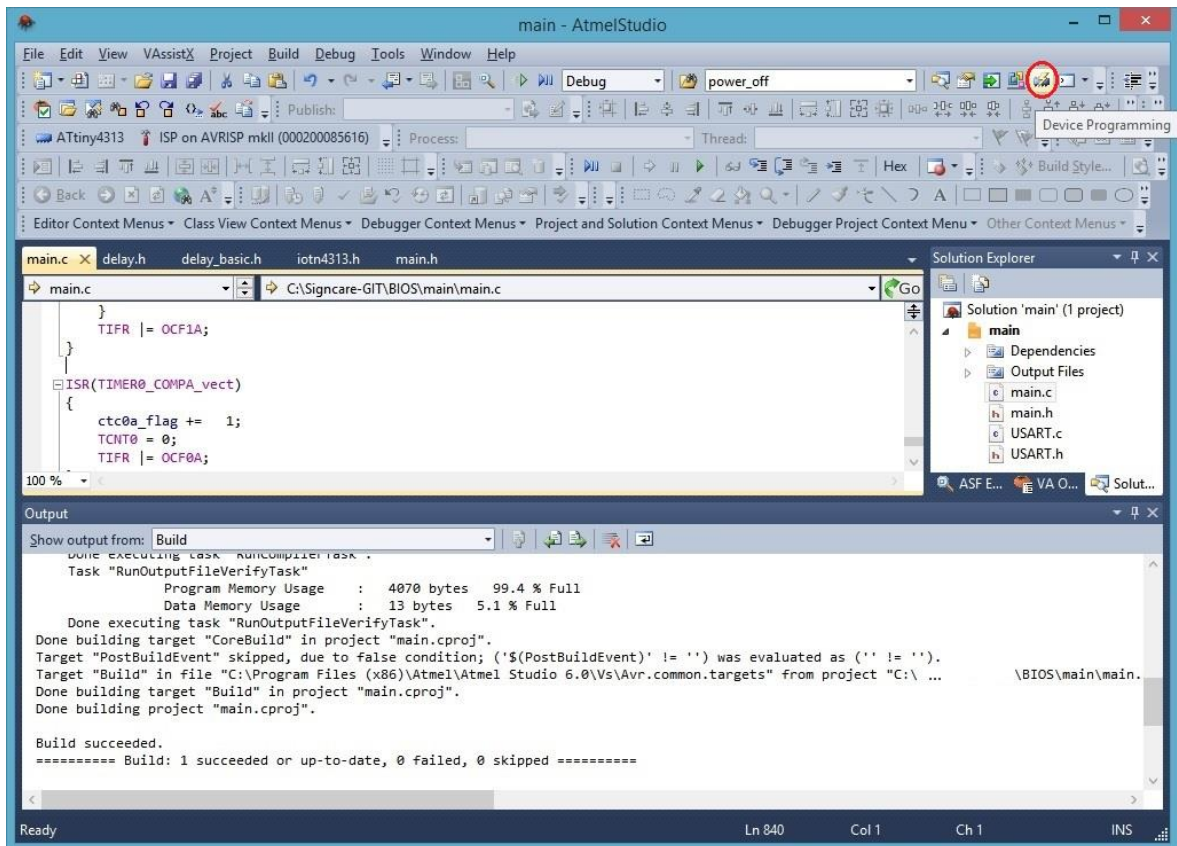 main - AtmelStudio
File Edit View VAssistX Project Build Debug Tools Window Help
Debug power_off
Publish:
Device Programming
ATtiny4313 ISP on AVRISP mkII (000200085616) Process: Thread:
Hex Build Style...
Back
Editor Context Menus Class View Context Menus Debugger Context Menus Project and Solution Context Menus Debugger Project Context Menu Other Context Menus
main.c delay.h delay_basic.h iotn4313.h main.h
main.c C:\Signcare-GIT\BIOS\main\main.c Go
}
TIFR |= OCF1A;
}
ISR(TIMER0_COMPA_vect)
{
ctc0a_flag += 1;
TCNT0 = 0;
TIFR |= OCF0A;
100 %
Solution Explorer
Solution 'main' (1 project)
main
Dependencies
Output Files
main.c
main.h
USART.c
USART.h
ASF E... VA O... Solut...
Output
Show output from: Build
Done executing task "RunCompilerTask".
Task "RunOutputFileVerifyTask"
Program Memory Usage : 4070 bytes 99.4 % Full
Data Memory Usage : 13 bytes 5.1 % Full
Done executing task "RunOutputFileVerifyTask".
Done building target "CoreBuild" in project "main.cproj".
Target "PostBuildEvent" skipped, due to false condition; ('$(PostBuildEvent)' != '') was evaluated as ('' != '').
Target "Build" in file "C:\Program Files (x86)\Atmel\Atmel Studio 6.0\Vs\Avr.common.targets" from project "C:\ ... \BIOS\main\main.
Done building target "Build" in project "main.cproj".
Done building project "main.cproj".
Build succeeded.
========== Build: 1 succeeded or up-to-date, 0 failed, 0 skipped ==========
Ready Ln 840 Col 1 Ch 1 INS